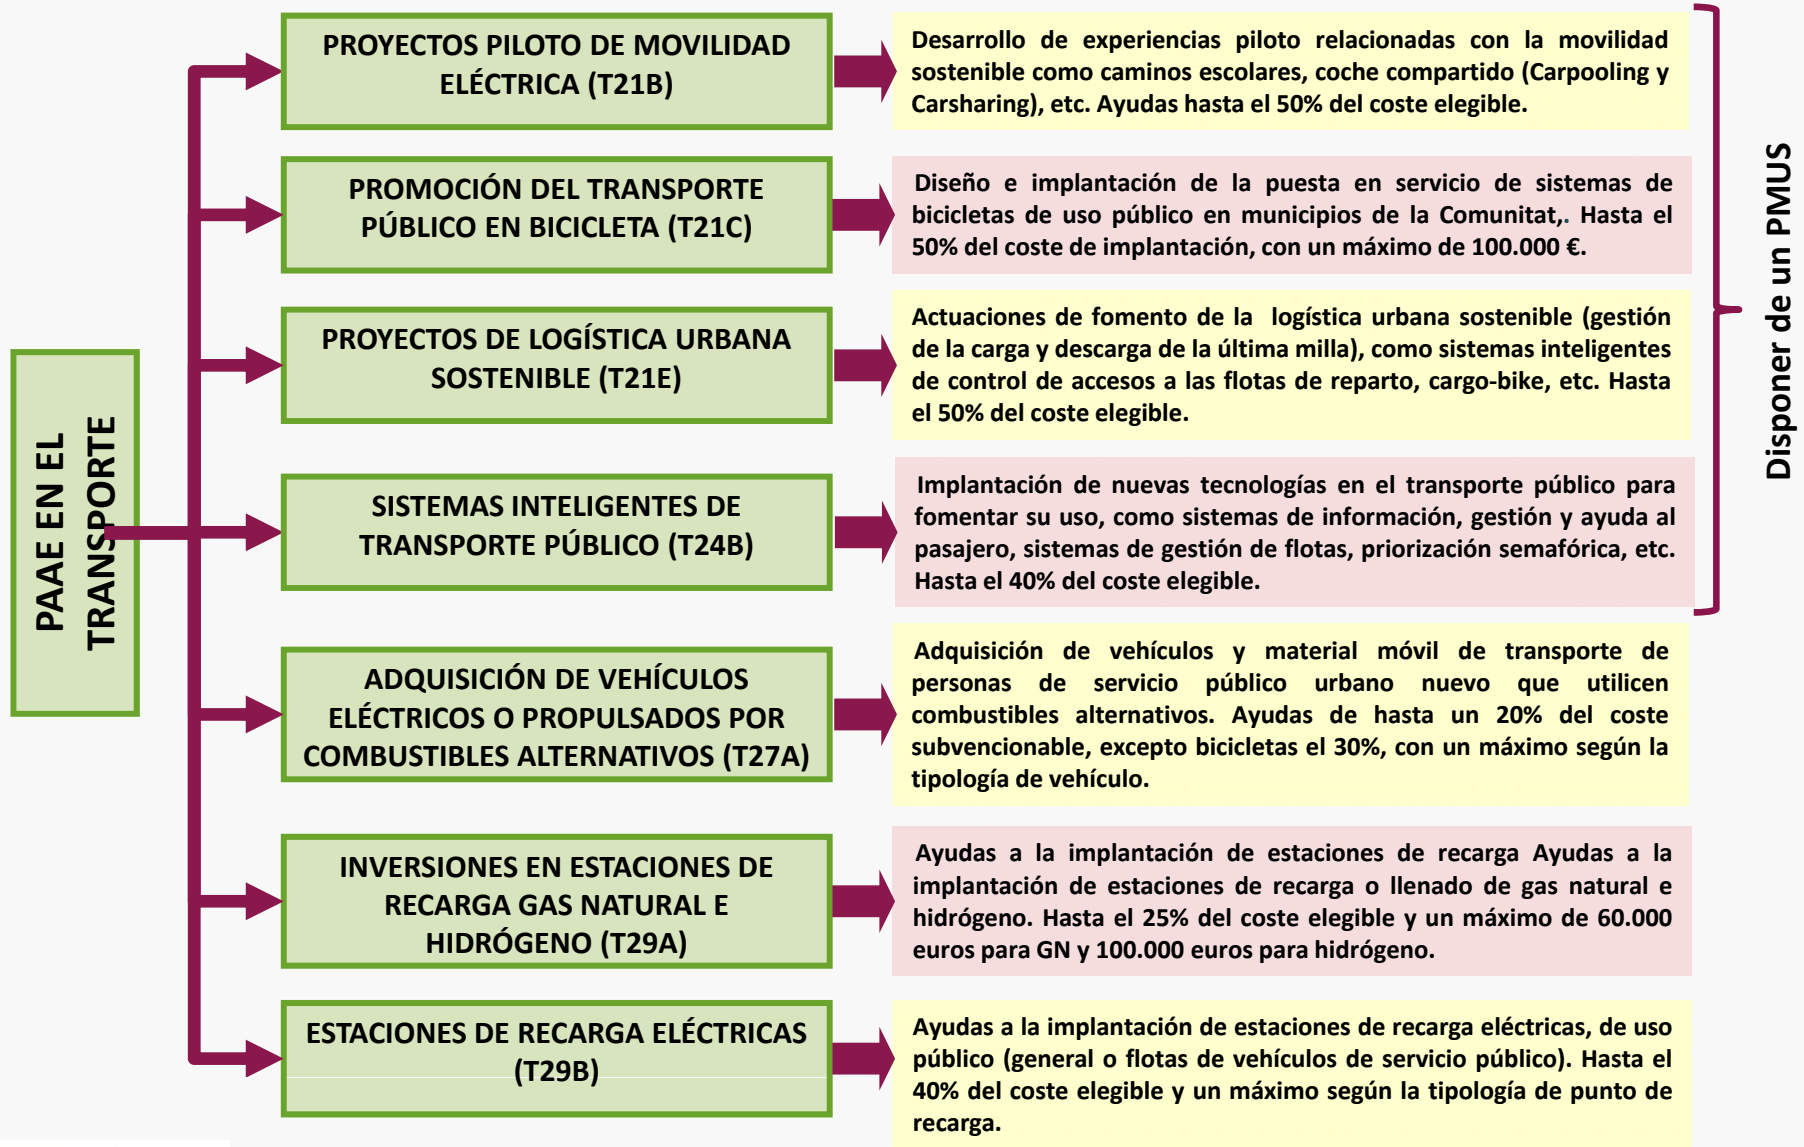 PAAE EN EL
TRANSPORTE
PROYECTOS PILOTO DE MOVILIDAD
ELÉCTRICA (T21B)
Desarrollo de experiencias piloto relacionadas con la movilidad
sostenible como caminos escolares, coche compartido (Carpooling y
Carsharing), etc. Ayudas hasta el 50% del coste elegible.
PROMOCIÓN DEL TRANSPORTE
PÚBLICO EN BICICLETA (T21C)
Diseño e implantación de la puesta en servicio de sistemas de
bicicletas de uso público en municipios de la Comunitat,. Hasta el
50% del coste de implantación, con un máximo de 100.000 €.
PROYECTOS DE LOGÍSTICA URBANA
SOSTENIBLE (T21E)
Actuaciones de fomento de la logística urbana sostenible (gestión
de la carga y descarga de la última milla), como sistemas inteligentes
de control de accesos a las flotas de reparto, cargo-bike, etc. Hasta
el 50% del coste elegible.
SISTEMAS INTELIGENTES DE
TRANSPORTE PÚBLICO (T24B)
Implantación de nuevas tecnologías en el transporte público para
fomentar su uso, como sistemas de información, gestión y ayuda al
pasajero, sistemas de gestión de flotas, priorización semafórica, etc.
Hasta el 40% del coste elegible.
Disponer de un PMUS
ADQUISICIÓN DE VEHÍCULOS
ELÉCTRICOS O PROPULSADOS POR
COMBUSTIBLES ALTERNATIVOS (T27A)
Adquisición de vehículos y material móvil de transporte de
personas de servicio público urbano nuevo que utilicen
combustibles alternativos. Ayudas de hasta un 20% del coste
subvencionable, excepto bicicletas el 30%, con un máximo según la
tipología de vehículo.
INVERSIONES EN ESTACIONES DE
RECARGA GAS NATURAL E
HIDRÓGENO (T29A)
Ayudas a la implantación de estaciones de recarga Ayudas a la
implantación de estaciones de recarga o llenado de gas natural e
hidrógeno. Hasta el 25% del coste elegible y un máximo de 60.000
euros para GN y 100.000 euros para hidrógeno.
ESTACIONES DE RECARGA ELÉCTRICAS
(T29B)
Ayudas a la implantación de estaciones de recarga eléctricas, de uso
público (general o flotas de vehículos de servicio público). Hasta el
40% del coste elegible y un máximo según la tipología de punto de
recarga.